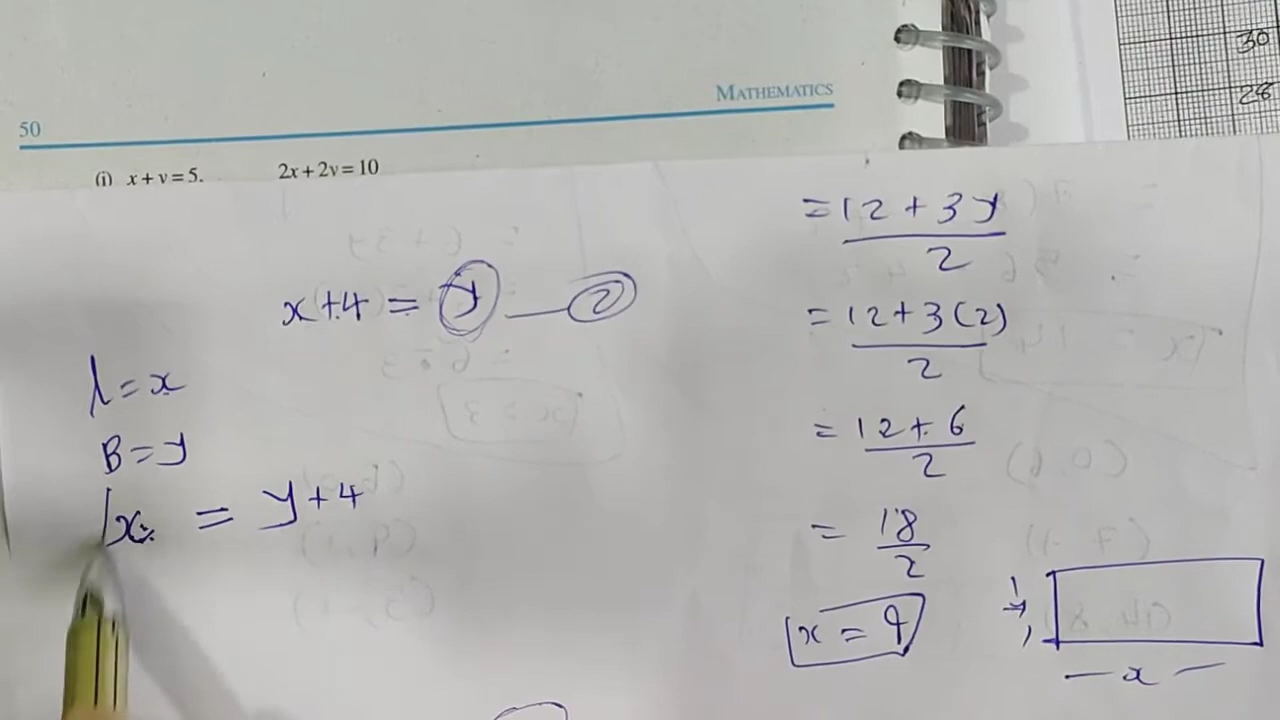 30
28
MATHEMATICS
50
(i) x + y = 5. 2x + 2y = 10
x+4 = y — 2
l = x
B = y
x = y+4
= 12 + 3y / 2
= 12 + 3(2) / 2
= 12 + 6 / 2
= 18 / 2
x = 9
y
— x —